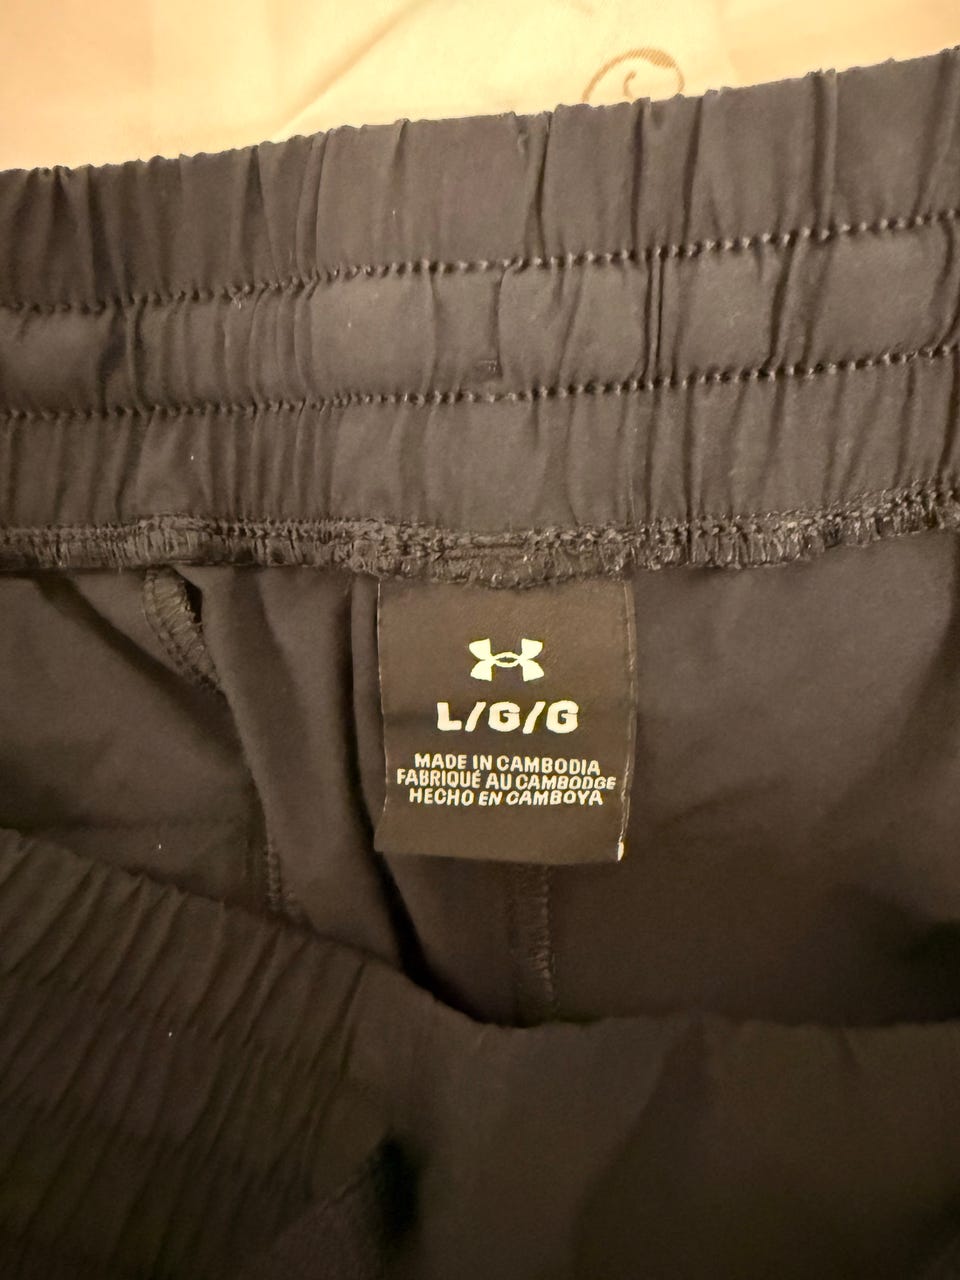 L/G/G
MADE IN CAMBODIA
FABRIQUÉ AU CAMBODGE
HECHO EN CAMBOYA